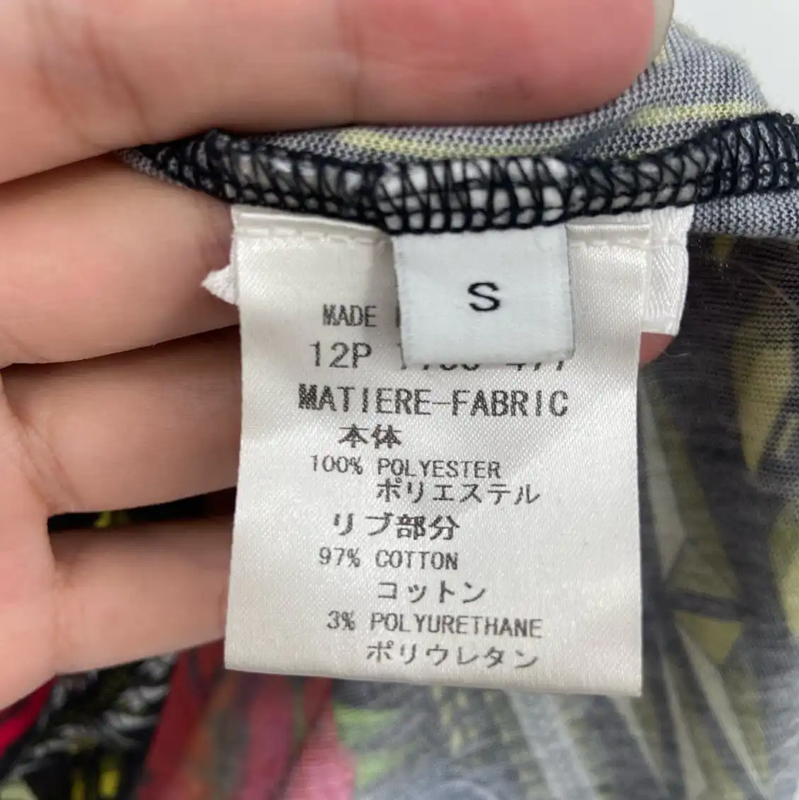 S
MADE
12P
MATIERE-FABRIC
本体
100% POLYESTER
ポリエステル
リブ部分
97% COTTON
コットン
3% POLYURETHANE
ポリウレタン